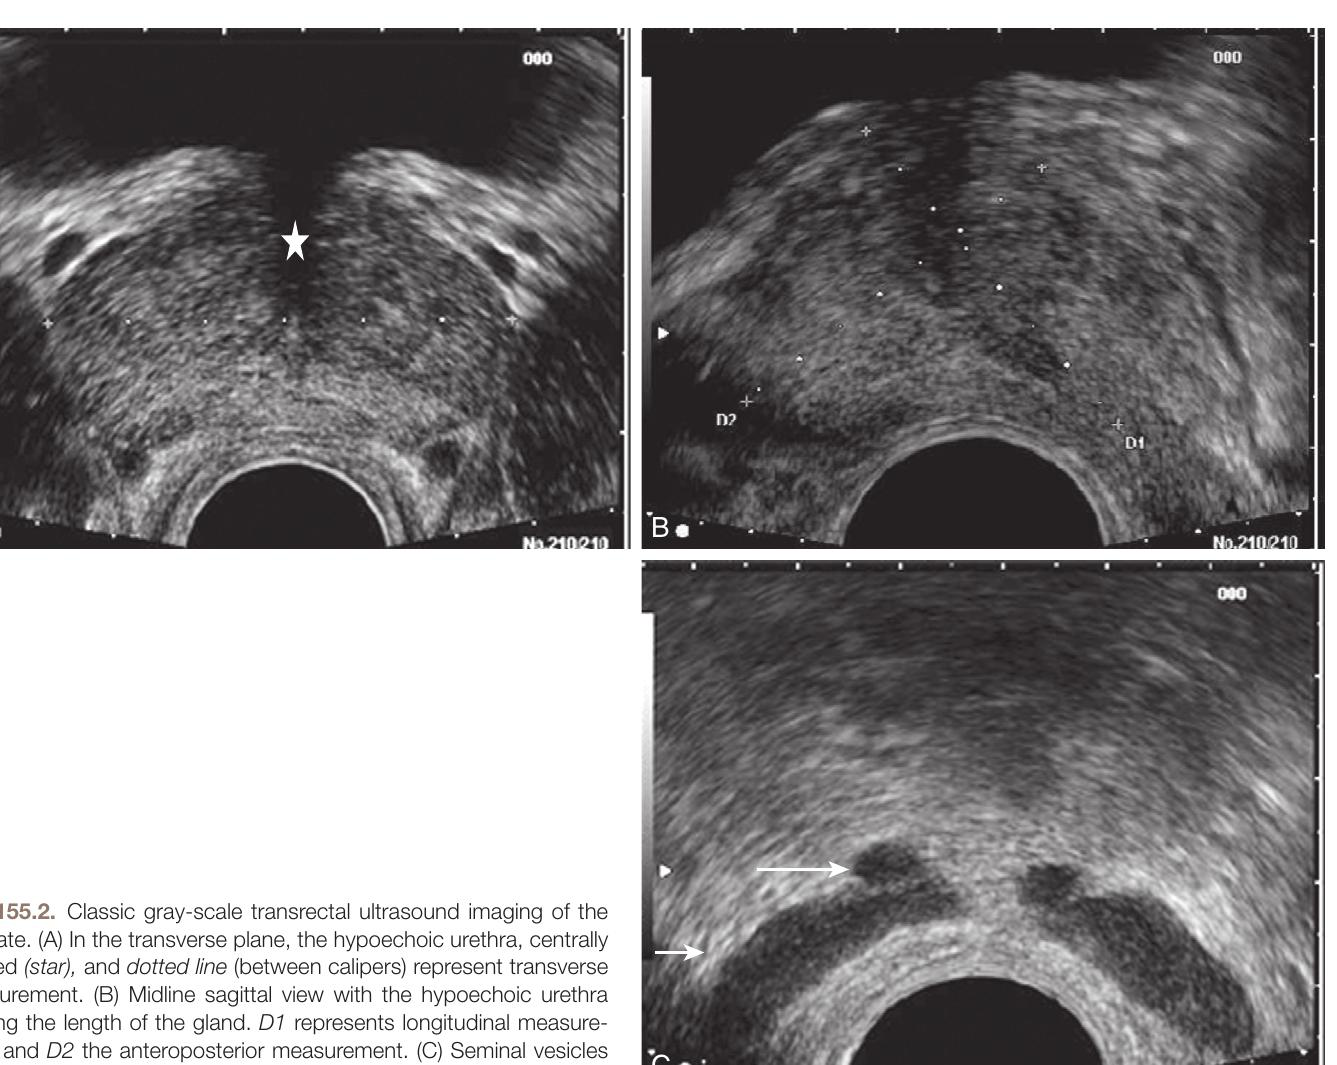 000
No.210/210
000
D2
D1
B
No.210/210
000
C
155.2. Classic gray-scale transrectal ultrasound imaging of the
ate. (A) In the transverse plane, the hypoechoic urethra, centrally
ed (star), and dotted line (between calipers) represent transverse
urement. (B) Midline sagittal view with the hypoechoic urethra
ng the length of the gland. D1 represents longitudinal measure-
and D2 the anteroposterior measurement. (C) Seminal vesicles